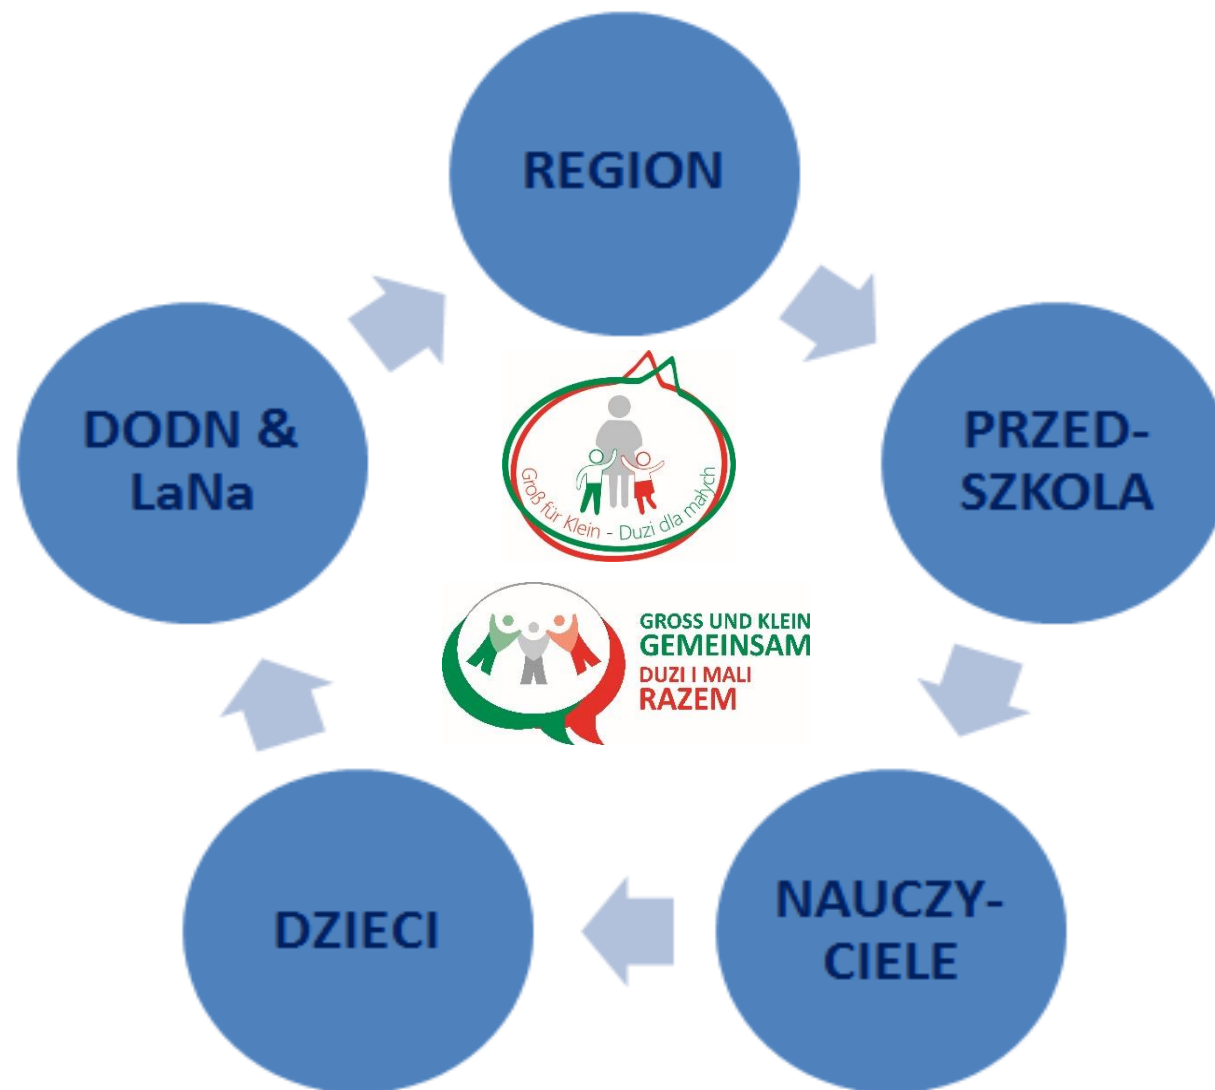 REGION
DODN &
LaNa
PRZED-
SZKOLA
Groß für Klein - Duzi dla małych
GROSS UND KLEIN
GEMEINSAM
DUZI I MALI
RAZEM
DZIECI
NAUCZY-
CIELE